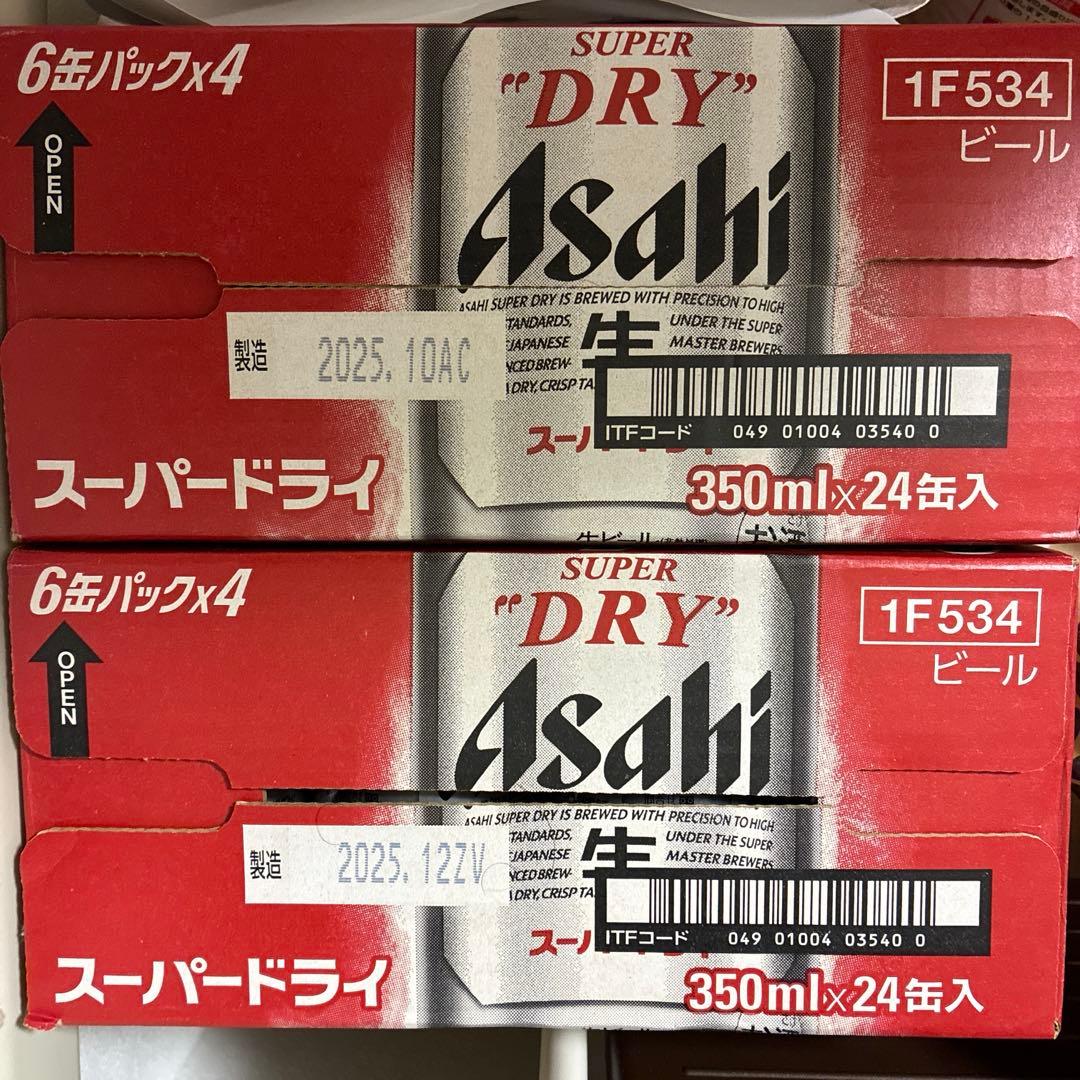 6缶パック×4
OPEN
SUPER
"DRY"
Asahi
1F534
ビール
ASAHI SUPER DRY IS BREWED WITH PRECISION TO HIGH
TANDARDS,
生
UNDER THE SUPER
JAPANESE
MASTER BREWERS
NCED BREW-
DRY, CRISP TA
製造
2025.10AC
ITFコード 049 01004 03540 0
スーパードライ
350ml×24缶入
6缶パック×4
OPEN
SUPER
"DRY"
Asahi
1F534
ビール
ASAHI SUPER DRY IS BREWED WITH PRECISION TO HIGH
TANDARDS,
生
UNDER THE SUPER
JAPANESE
MASTER BREWERS
NCED BREW-
DRY, CRISP TA
製造
2025.12ZV
ITFコード 049 01004 03540 0
スーパードライ
350ml×24缶入